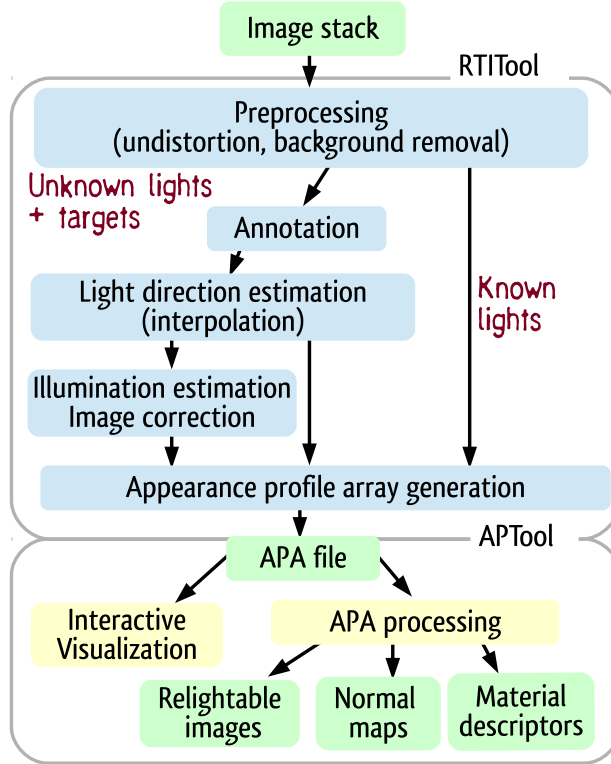 Image stack
RTITool
Preprocessing
(undistortion, background removal)
Unknown lights
+ targets
Annotation
Light direction estimation
(interpolation)
Known
lights
Illumination estimation
Image correction
Appearance profile array generation
APTool
APA file
Interactive
Visualization
APA processing
Relightable
images
Normal
maps
Material
descriptors